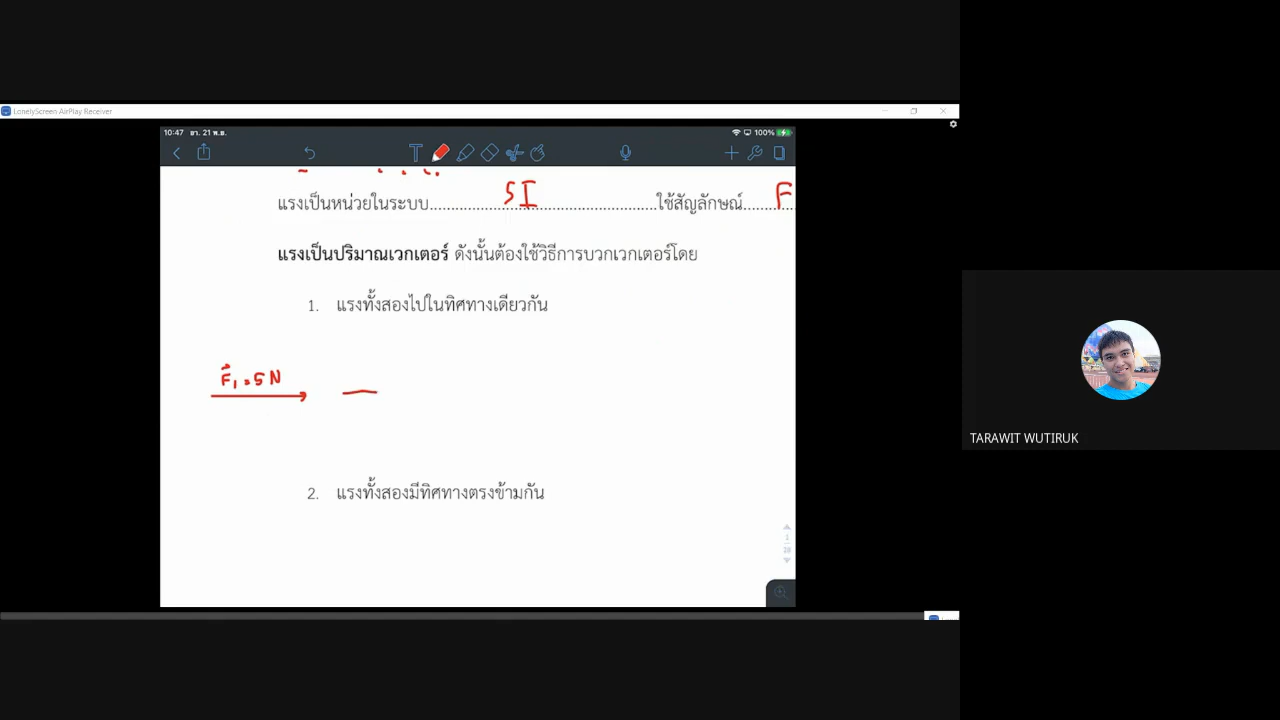 LonelyScreen AirPlay Receiver
10:47 อา. 21 พ.ย.
100%
แรงเป็นหน่วยในระบบ..........SI..........ใช้สัญลักษณ์......F
แรงเป็นปริมาณเวกเตอร์ ดังนั้นต้องใช้วิธีการบวกเวกเตอร์โดย
1. แรงทั้งสองไปในทิศทางเดียวกัน
F₁ = 5 N
TARAWIT WUTIRUK
2. แรงทั้งสองมีทิศทางตรงข้ามกัน